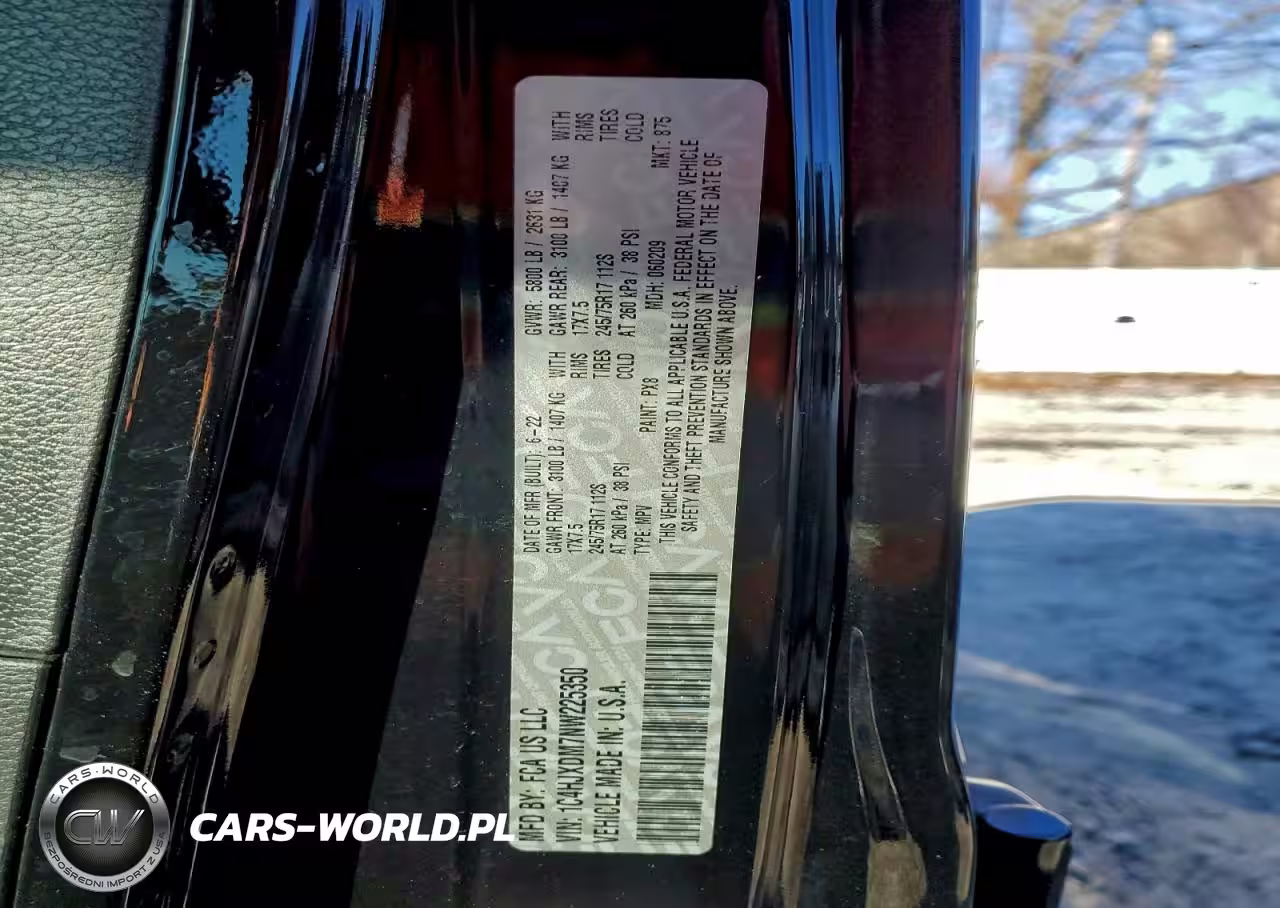 MFD BY: FCA US LLC
DATE OF MFR (BUILT): 6-22
GVWR: 5800 LB / 2631 KG
GAWR FRONT: 3100 LB / 1407 KG WITH
GAWR REAR: 3100 LB / 1407 KG WITH
17X7.5 RIMS
17X7.5 RIMS
245/75R17 112S TIRES
245/75R17 112S TIRES
AT 260 kPa / 38 PSI COLD
AT 260 kPa / 38 PSI COLD
VIN: 1C4HJXDM7NW225350
TYPE: MPV
PAINT: PX8
MDH: 060209
MKT: 875
VEHICLE MADE IN: U.S.A.
THIS VEHICLE CONFORMS TO ALL APPLICABLE U.S.A. FEDERAL MOTOR VEHICLE
SAFETY AND THEFT PREVENTION STANDARDS IN EFFECT ON THE DATE OF
MANUFACTURE SHOWN ABOVE.
CARS-WORLD
CW
BEZPOŚREDNI IMPORT Z USA
CARS-WORLD.PL